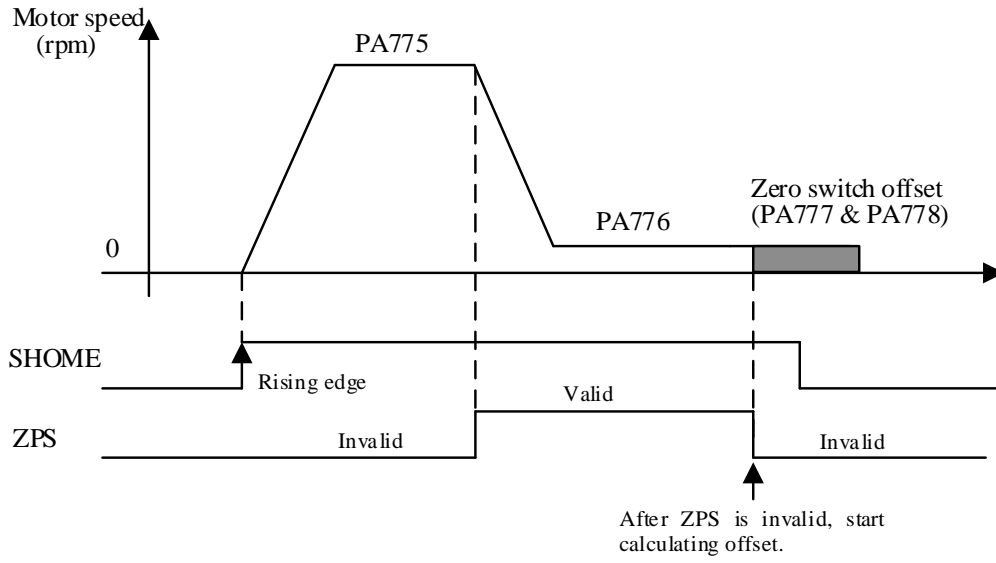 Motor speed
(rpm)
PA775
Zero switch offset
(PA777 & PA778)
PA776
0
SHOME
Rising edge
Valid
ZPS
Invalid
Invalid
After ZPS is invalid, start
calculating offset.